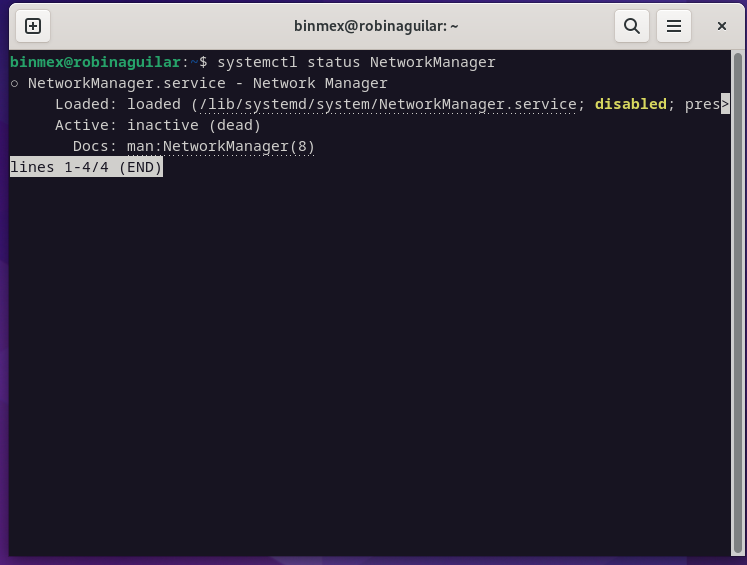 binmex@robinaguilar: ~
binmex@robinaguilar:~$ systemctl status NetworkManager
○ NetworkManager.service - Network Manager
     Loaded: loaded (/lib/systemd/system/NetworkManager.service; disabled; pres>
     Active: inactive (dead)
       Docs: man:NetworkManager(8)
lines 1-4/4 (END)